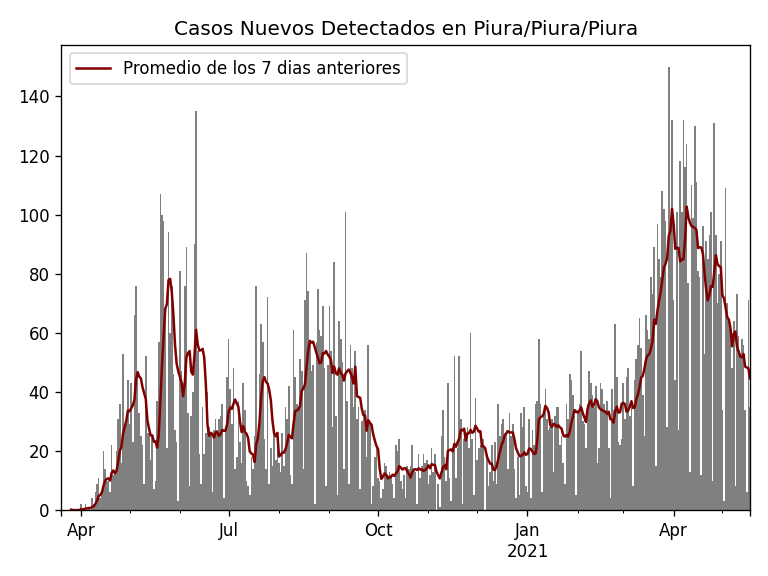 Casos Nuevos Detectados en Piura/Piura/Piura
Promedio de los 7 dias anteriores
140
120
100
80
60
40
20
0
Apr
Jul
Oct
Jan
2021
Apr